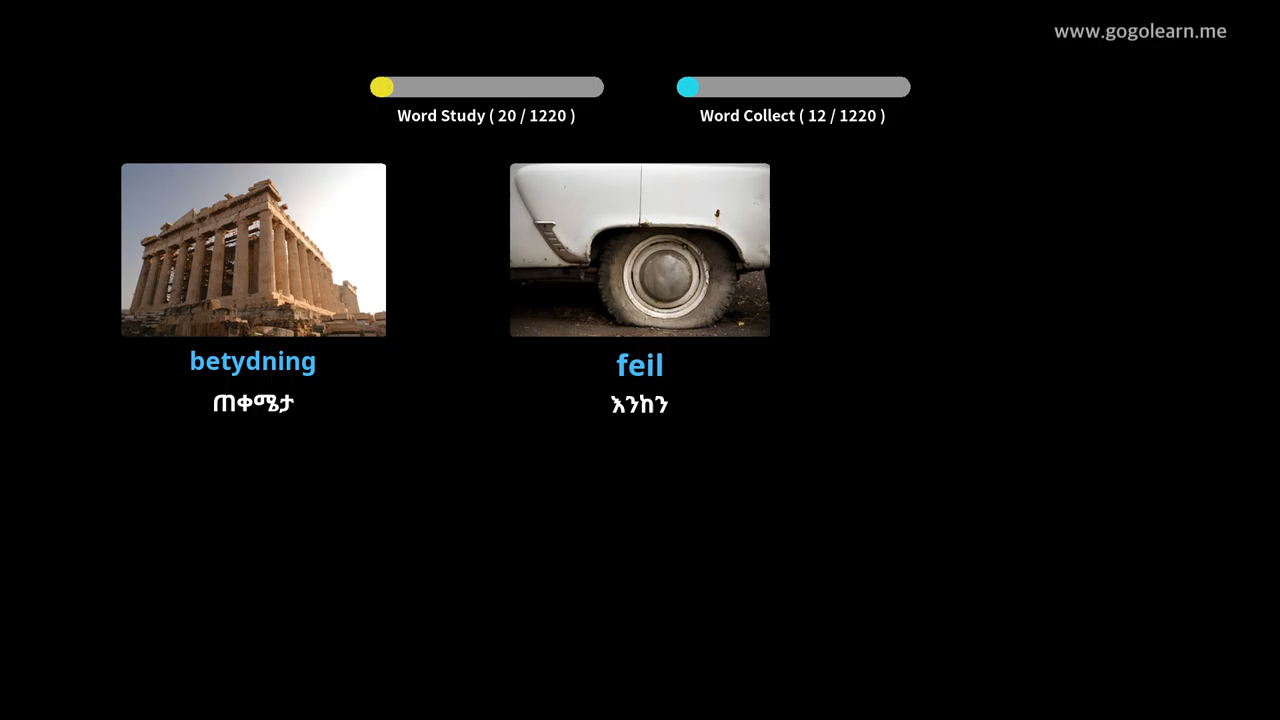 www.gogolearn.me
Word Study ( 20 / 1220 )
Word Collect ( 12 / 1220 )
betydning
ጠቀሜታ
feil
እንከን